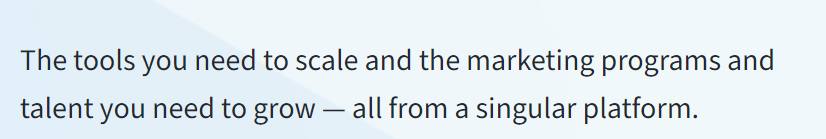 The tools you need to scale and the marketing programs and
talent you need to grow — all from a singular platform.